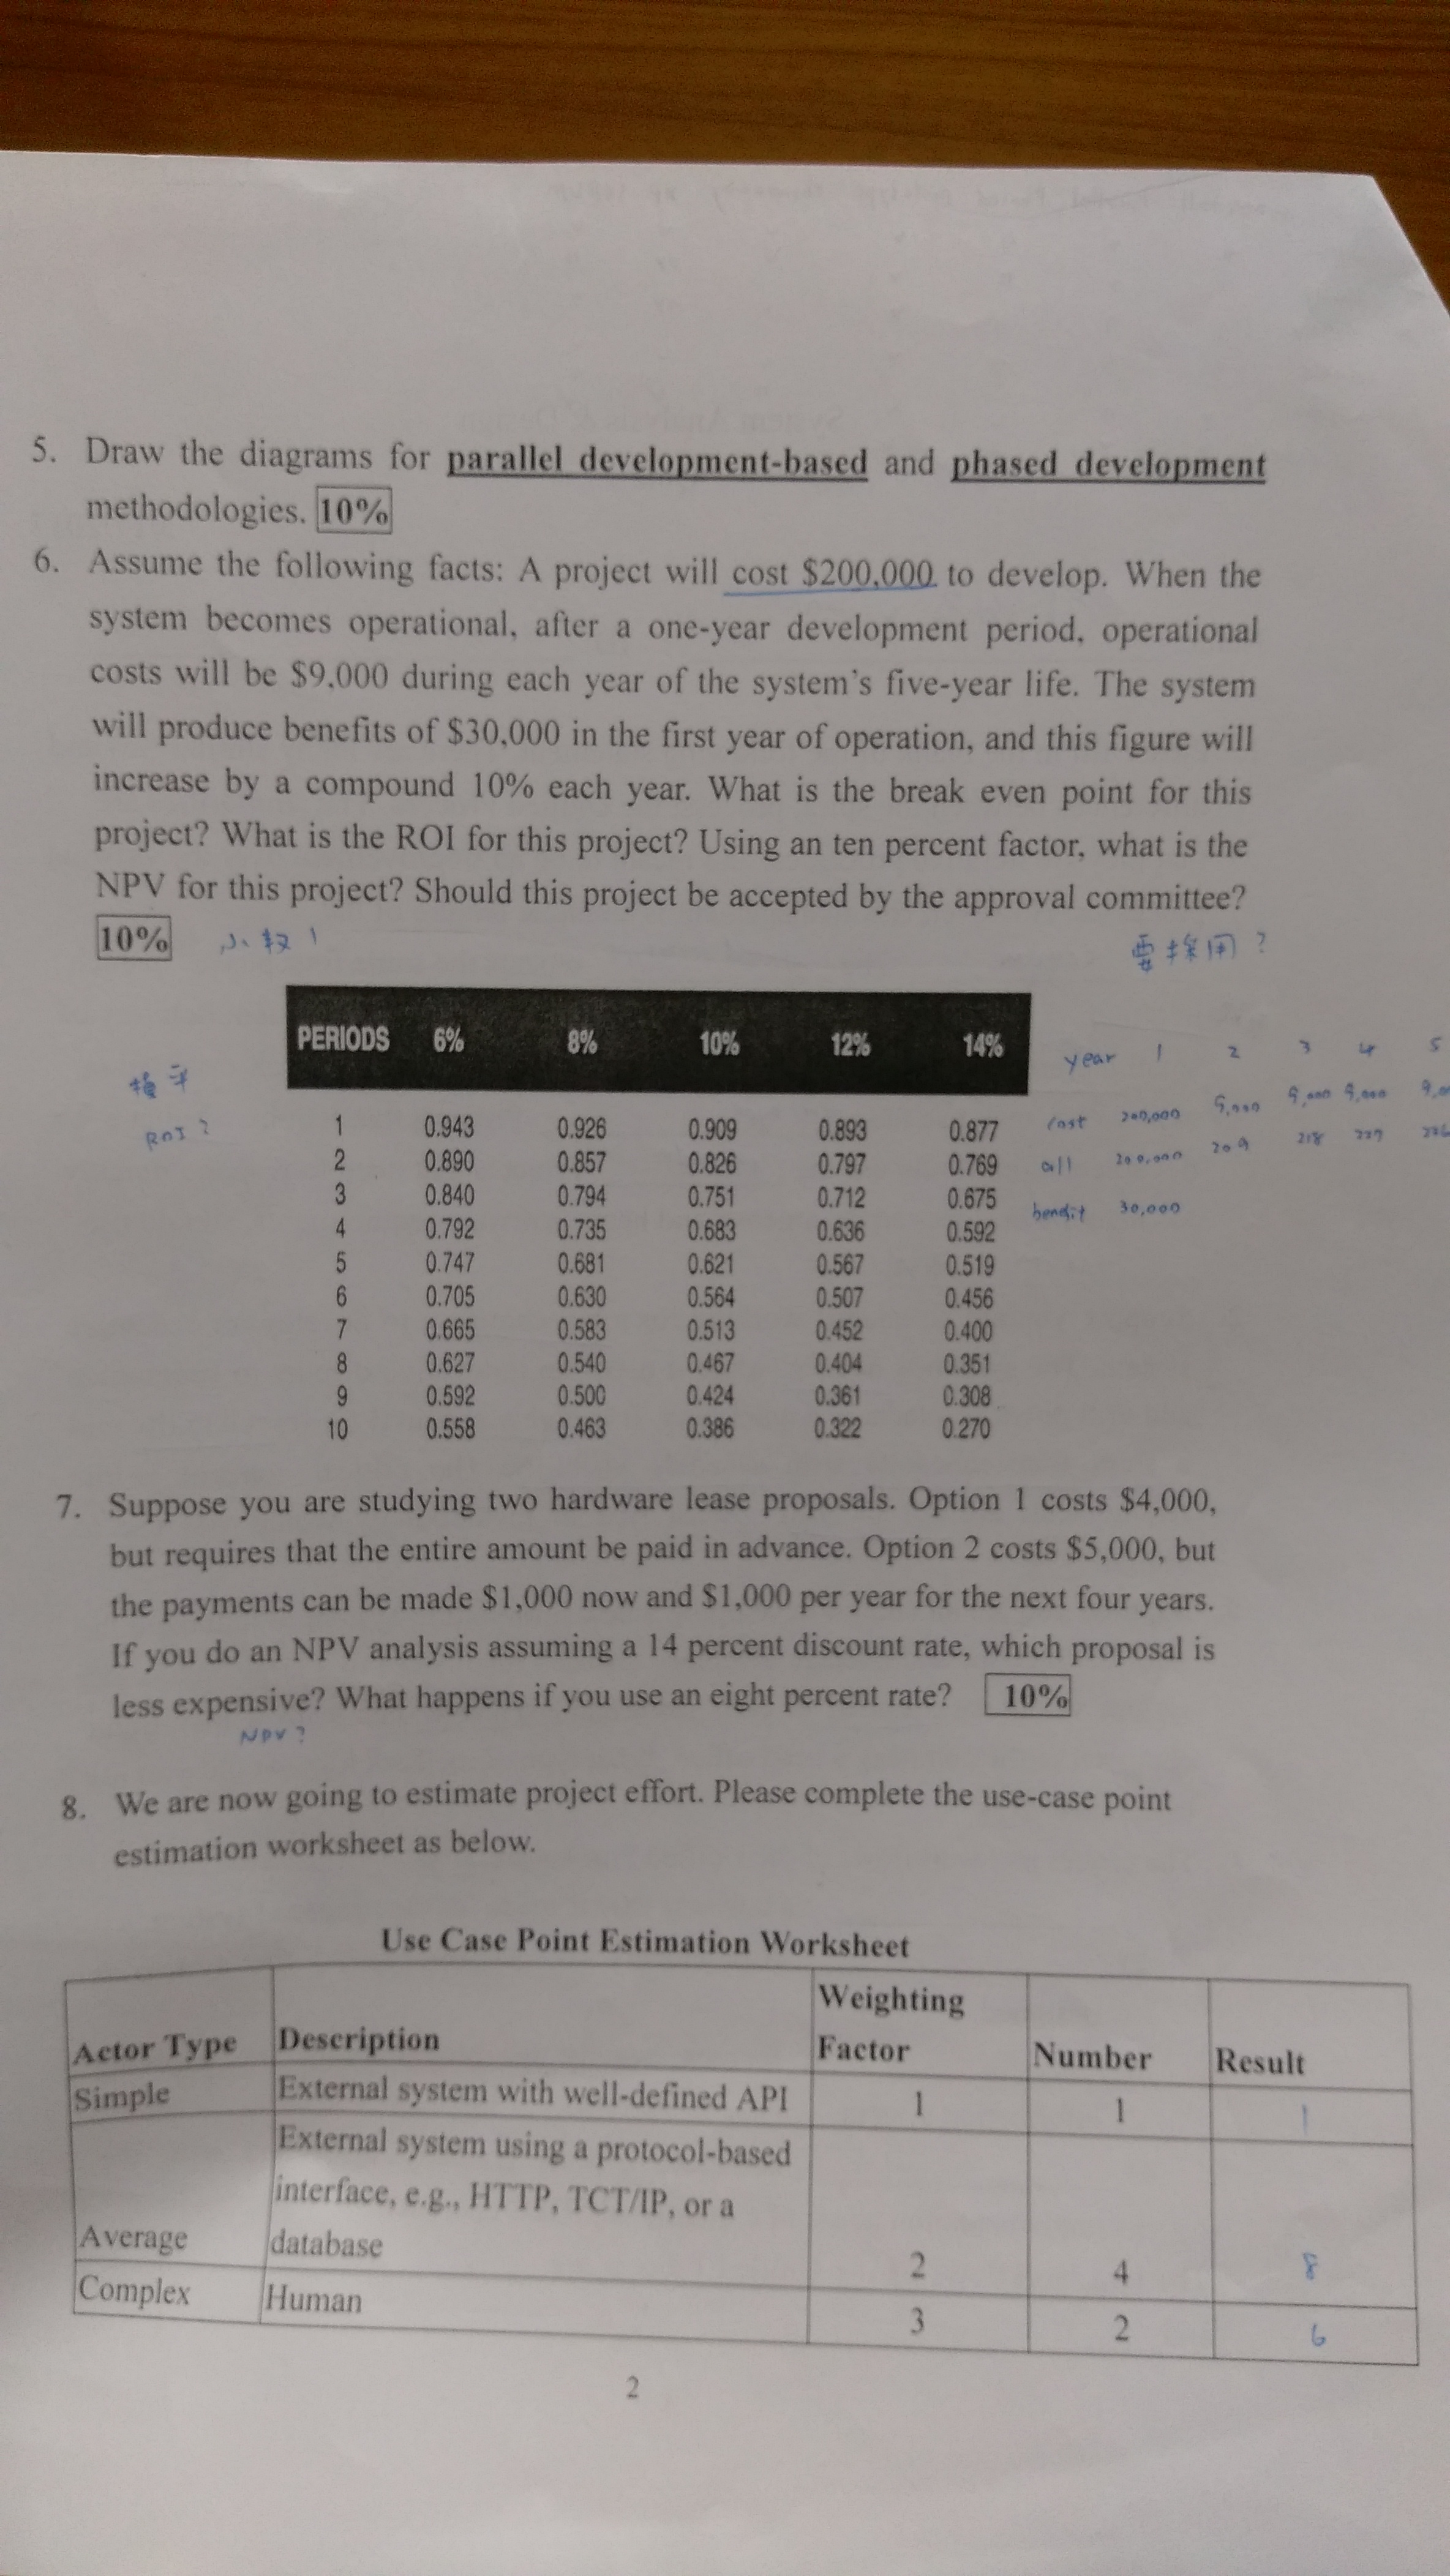 5. Draw the diagrams for parallel development-based and phased development
methodologies. 10%
6. Assume the following facts: A project will cost $200,000 to develop. When the
system becomes operational, after a one-year development period, operational
costs will be $9,000 during each year of the system's five-year life. The system
will produce benefits of $30,000 in the first year of operation, and this figure will
increase by a compound 10% each year. What is the break even point for this
project? What is the ROI for this project? Using an ten percent factor, what is the
NPV for this project? Should this project be accepted by the approval committee?
10% 要採用?
PERIODS 6% 8% 10% 12% 14%
year 1 2 3 4 5
ROI?
1 0.943 0.926 0.909 0.893 0.877
cost 200,000 9,000 9,000 9,000
2 0.890 0.857 0.826 0.797 0.769
all 200,000 209 218 227
3 0.840 0.794 0.751 0.712 0.675
benefit 30,000
4 0.792 0.735 0.683 0.636 0.592
5 0.747 0.681 0.621 0.567 0.519
6 0.705 0.630 0.564 0.507 0.456
7 0.665 0.583 0.513 0.452 0.400
8 0.627 0.540 0.467 0.404 0.351
9 0.592 0.500 0.424 0.361 0.308
10 0.558 0.463 0.386 0.322 0.270
7. Suppose you are studying two hardware lease proposals. Option 1 costs $4,000,
but requires that the entire amount be paid in advance. Option 2 costs $5,000, but
the payments can be made $1,000 now and $1,000 per year for the next four years.
If you do an NPV analysis assuming a 14 percent discount rate, which proposal is
less expensive? What happens if you use an eight percent rate? 10%
NPV?
8. We are now going to estimate project effort. Please complete the use-case point
estimation worksheet as below.
Use Case Point Estimation Worksheet
Actor Type Description Weighting Factor Number Result
Simple External system with well-defined API 1 1 1
External system using a protocol-based
interface, e.g., HTTP, TCT/IP, or a
Average database 2 4 8
Complex Human 3 2 6
2